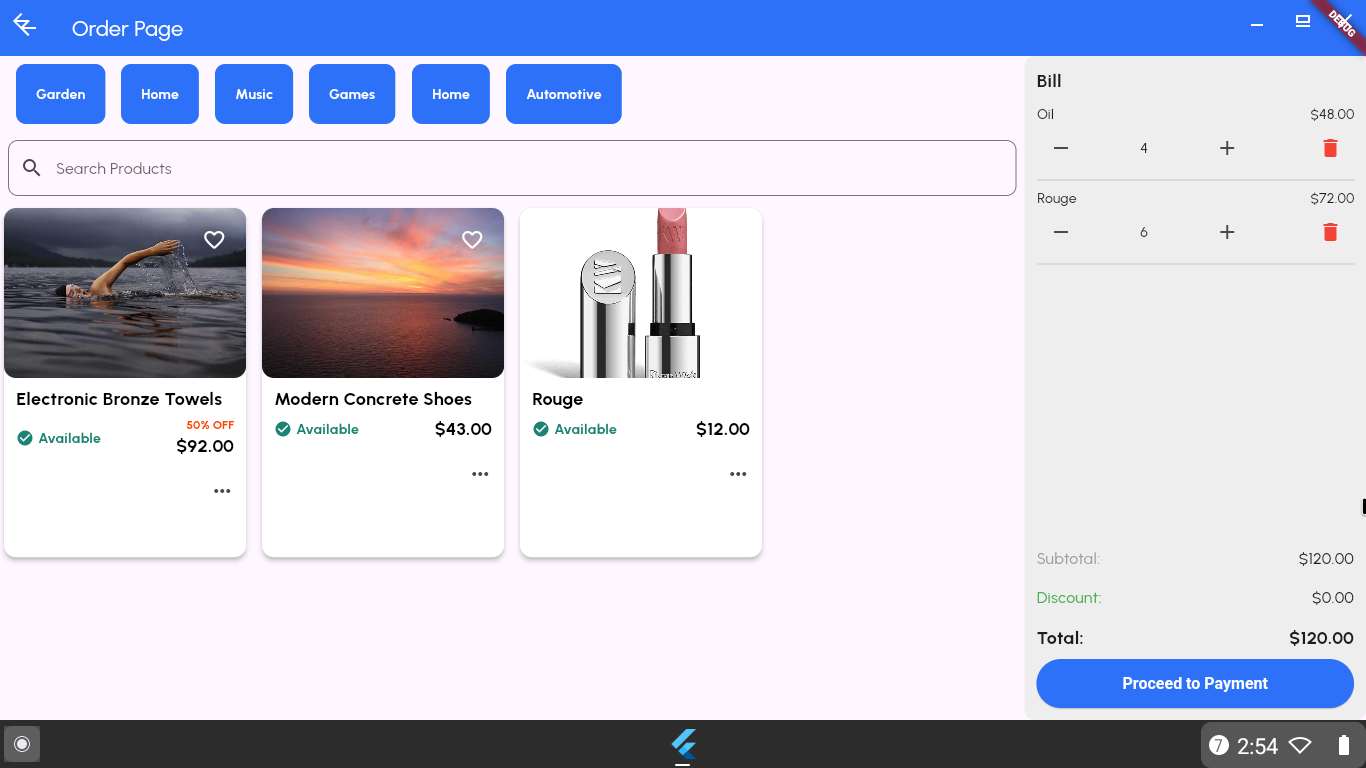 Order Page
DEBUG
Garden
Home
Music
Games
Home
Automotive
Search Products
Electronic Bronze Towels
50% OFF
Available
$92.00
Modern Concrete Shoes
Available
$43.00
KW
Rouge
Available
$12.00
Bill
Oil
$48.00
4
Rouge
$72.00
6
Subtotal:
$120.00
Discount:
$0.00
Total:
$120.00
Proceed to Payment
7
2:54